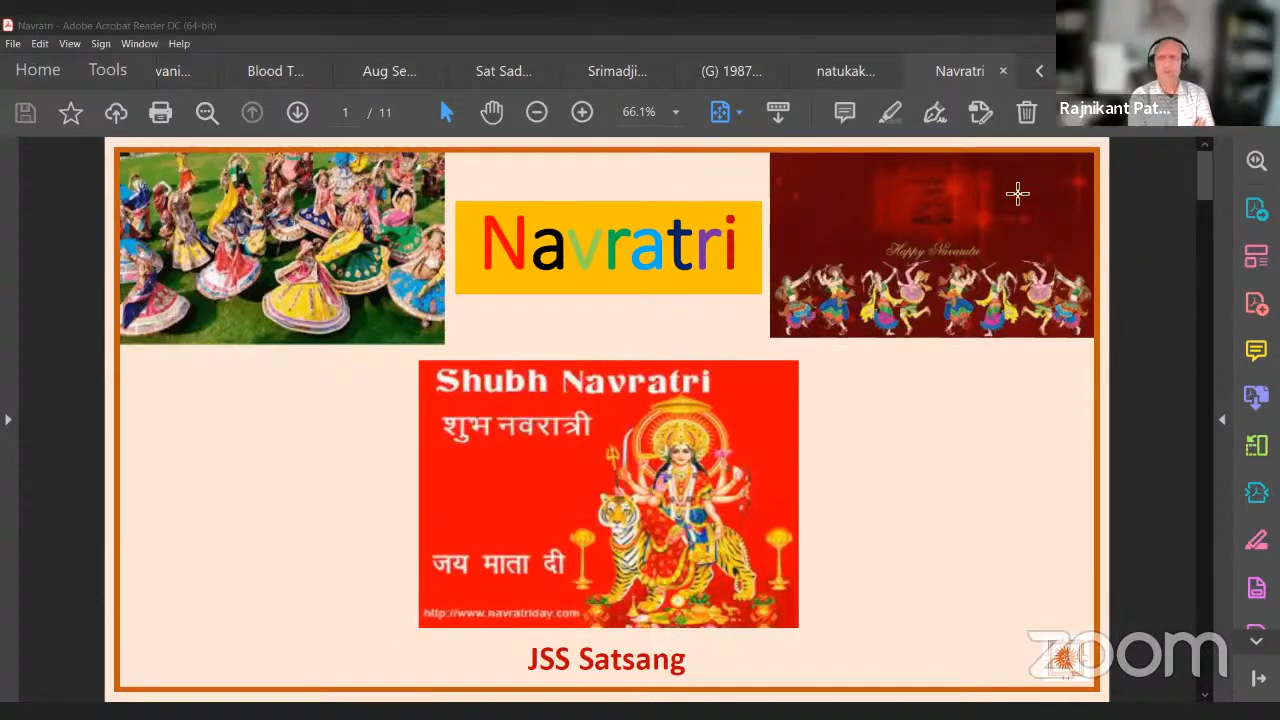 Navratri - Adobe Acrobat Reader DC (64-bit)
File Edit View Sign Window Help
Home Tools vani... Blood T... Aug Se... Sat Sad... Srimadji... (G) 1987... natukak... Navratri ×
1 / 11 66.1%
Rajnikant Pat...
Navratri
Happy Navratri
Shubh Navratri
शुभ नवरात्री
जय माता दी
http://www.navratriday.com
JSS Satsang
zoom